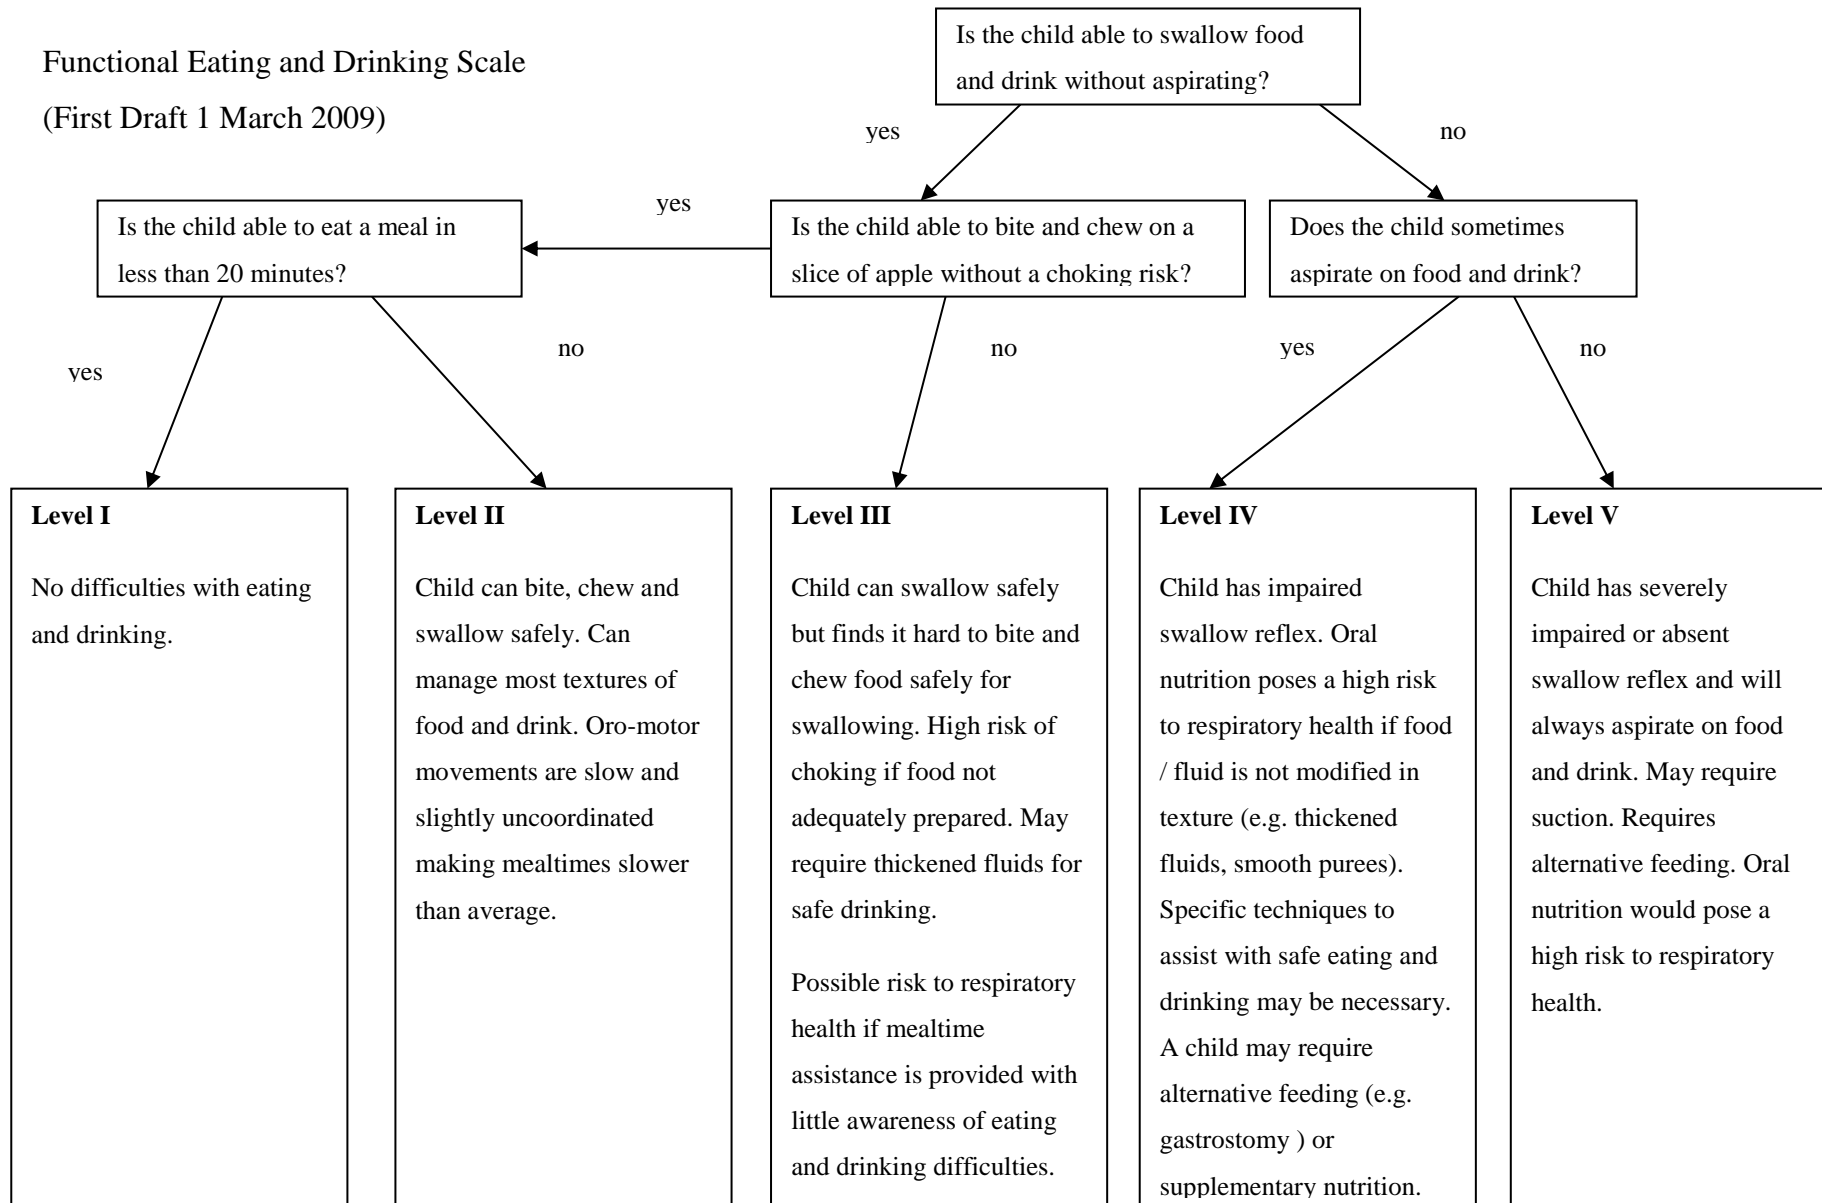 Functional Eating and Drinking Scale
(First Draft 1 March 2009)
Is the child able to swallow food
and drink without aspirating?
yes
no
Is the child able to eat a meal in
less than 20 minutes?
yes
Is the child able to bite and chew on a
slice of apple without a choking risk?
Does the child sometimes
aspirate on food and drink?
yes
no
no
yes
no
Level I
No difficulties with eating
and drinking.
Level II
Child can bite, chew and
swallow safely. Can
manage most textures of
food and drink. Oro-motor
movements are slow and
slightly uncoordinated
making mealtimes slower
than average.
Level III
Child can swallow safely
but finds it hard to bite and
chew food safely for
swallowing. High risk of
choking if food not
adequately prepared. May
require thickened fluids for
safe drinking.
Possible risk to respiratory
health if mealtime
assistance is provided with
little awareness of eating
and drinking difficulties.
Level IV
Child has impaired
swallow reflex. Oral
nutrition poses a high risk
to respiratory health if food
/ fluid is not modified in
texture (e.g. thickened
fluids, smooth purees).
Specific techniques to
assist with safe eating and
drinking may be necessary.
A child may require
alternative feeding (e.g.
gastrostomy ) or
supplementary nutrition.
Level V
Child has severely
impaired or absent
swallow reflex and will
always aspirate on food
and drink. May require
suction. Requires
alternative feeding. Oral
nutrition would pose a
high risk to respiratory
health.